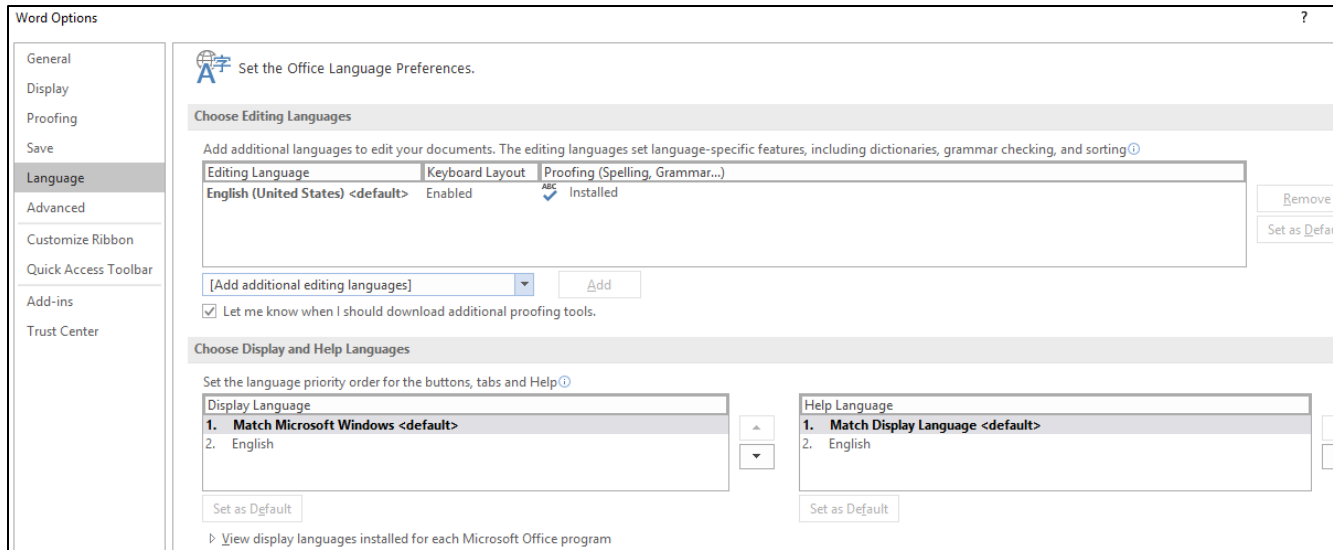 Word Options
?
General
Display
Proofing
Save
Language
Advanced
Customize Ribbon
Quick Access Toolbar
Add-ins
Trust Center
A字 Set the Office Language Preferences.
Choose Editing Languages
Add additional languages to edit your documents. The editing languages set language-specific features, including dictionaries, grammar checking, and sorting
Editing Language Keyboard Layout Proofing (Spelling, Grammar...)
English (United States) <default> Enabled ABC Installed
Remove
Set as Defau
[Add additional editing languages] Add
Let me know when I should download additional proofing tools.
Choose Display and Help Languages
Set the language priority order for the buttons, tabs and Help
Display Language
1. Match Microsoft Windows <default>
2. English
Set as Default
Help Language
1. Match Display Language <default>
2. English
Set as Default
View display languages installed for each Microsoft Office program